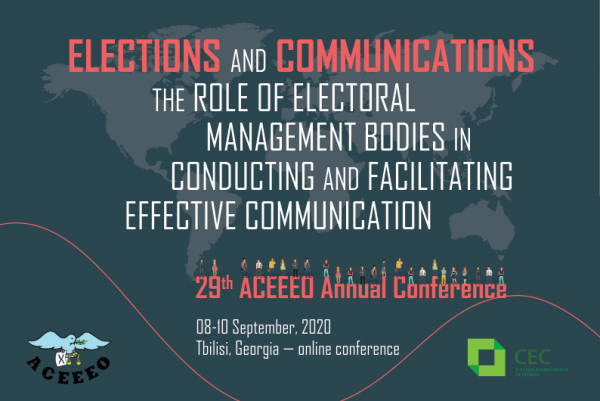 ELECTIONS AND COMMUNICATIONS
THE ROLE OF ELECTORAL
MANAGEMENT BODIES IN
CONDUCTING AND FACILITATING
EFFECTIVE COMMUNICATION
29th ACEEEO Annual Conference
08-10 September, 2020
Tbilisi, Georgia — online conference
ACEEEO
CEC